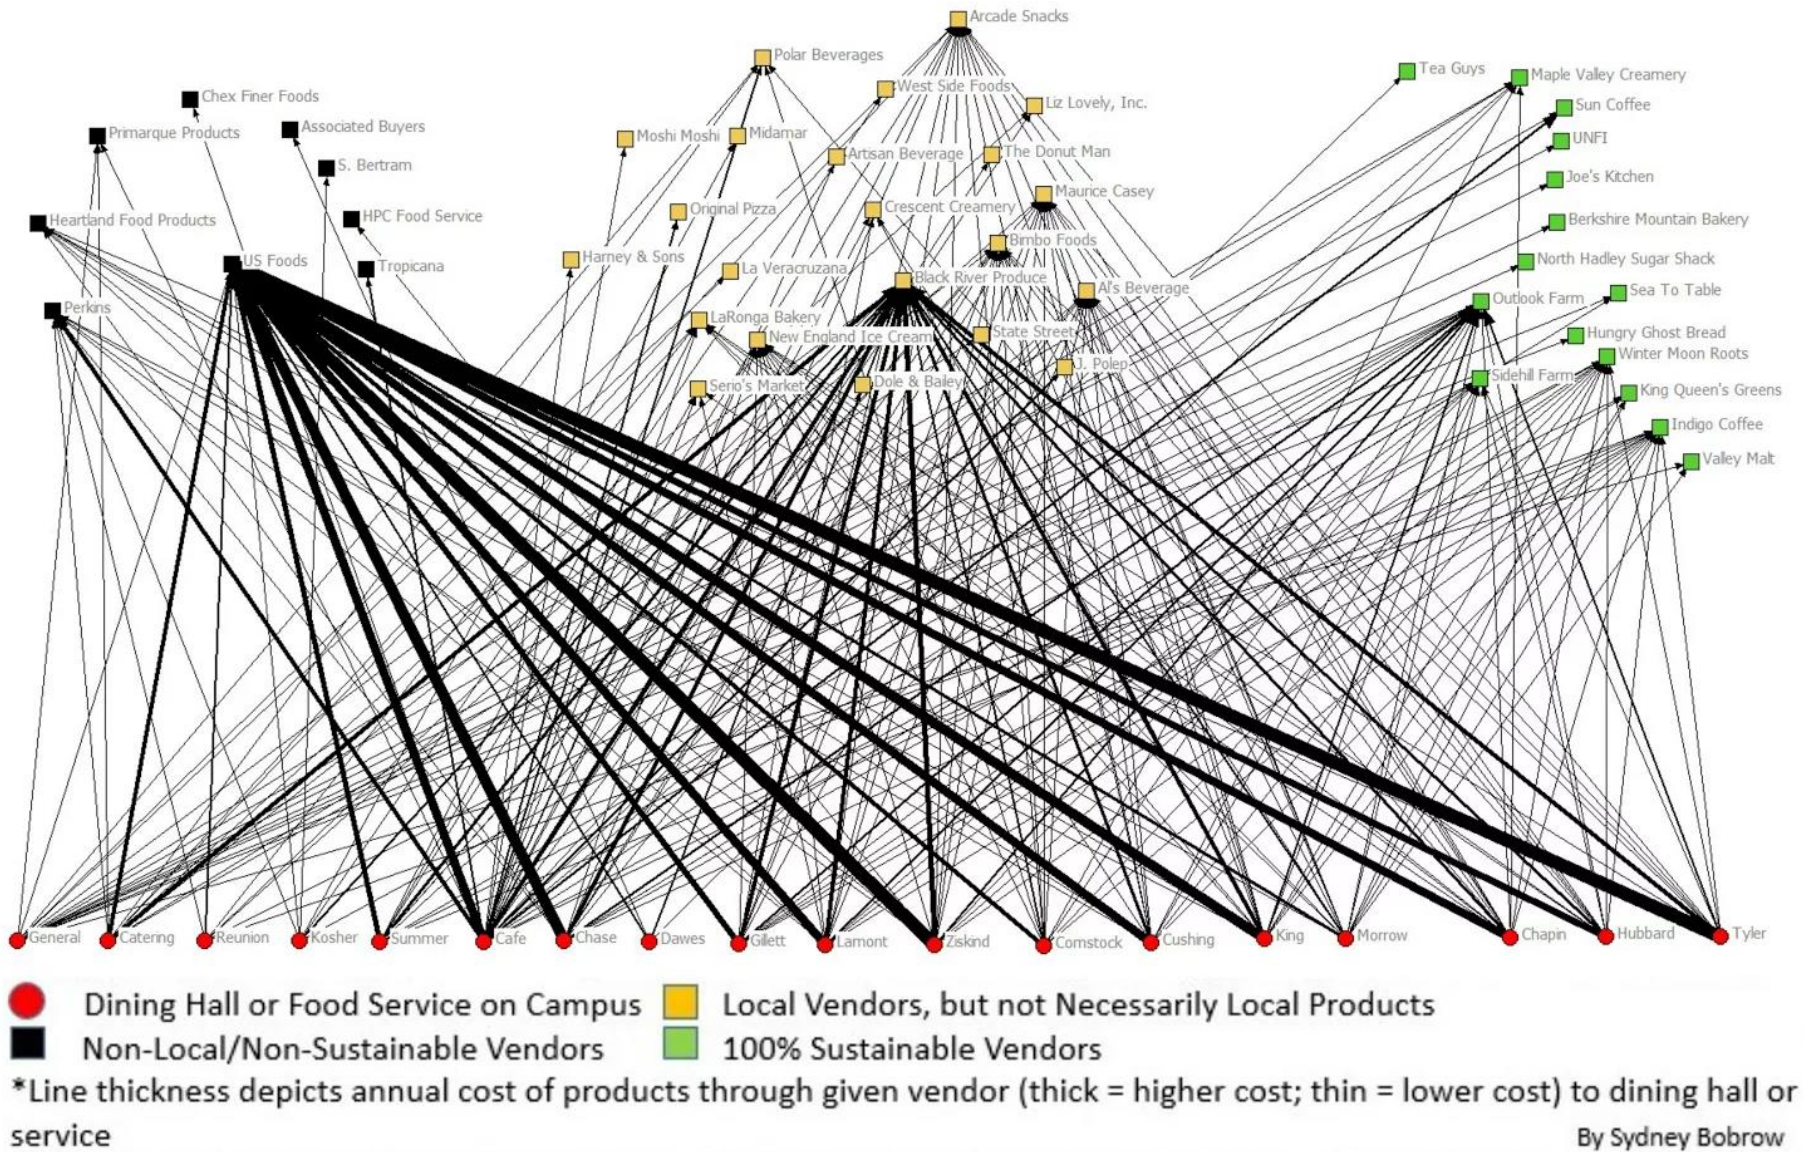 Arcade Snacks
Polar Beverages
Tea Guys
Maple Valley Creamery
West Side Foods
Chex Finer Foods
Liz Lovely, Inc.
Sun Coffee
Associated Buyers
Primarque Products
Moshi Moshi
Midamar
UNFI
Artisan Beverage
The Donut Man
S. Bertram
Joe's Kitchen
Maurice Casey
Original Pizza
Crescent Creamery
HPC Food Service
Heartland Food Products
Berkshire Mountain Bakery
Bimbo Foods
Harney & Sons
US Foods
North Hadley Sugar Shack
Tropicana
La Veracruzana
Black River Produce
Al's Beverage
Sea To Table
Outlook Farm
Perkins
LaRonga Bakery
New England Ice Cream
State Street
Hungry Ghost Bread
Winter Moon Roots
J. Polep
Sidehill Farm
Serio's Market
Dole & Bailey
King Queen's Greens
Indigo Coffee
Valley Malt
General Catering Reunion Kosher Summer Cafe Chase Dawes Gillett Lamont Ziskind Comstock Cushing King Morrow Chapin Hubbard Tyler
Dining Hall or Food Service on Campus Local Vendors, but not Necessarily Local Products
Non-Local/Non-Sustainable Vendors 100% Sustainable Vendors
*Line thickness depicts annual cost of products through given vendor (thick = higher cost; thin = lower cost) to dining hall or
service By Sydney Bobrow